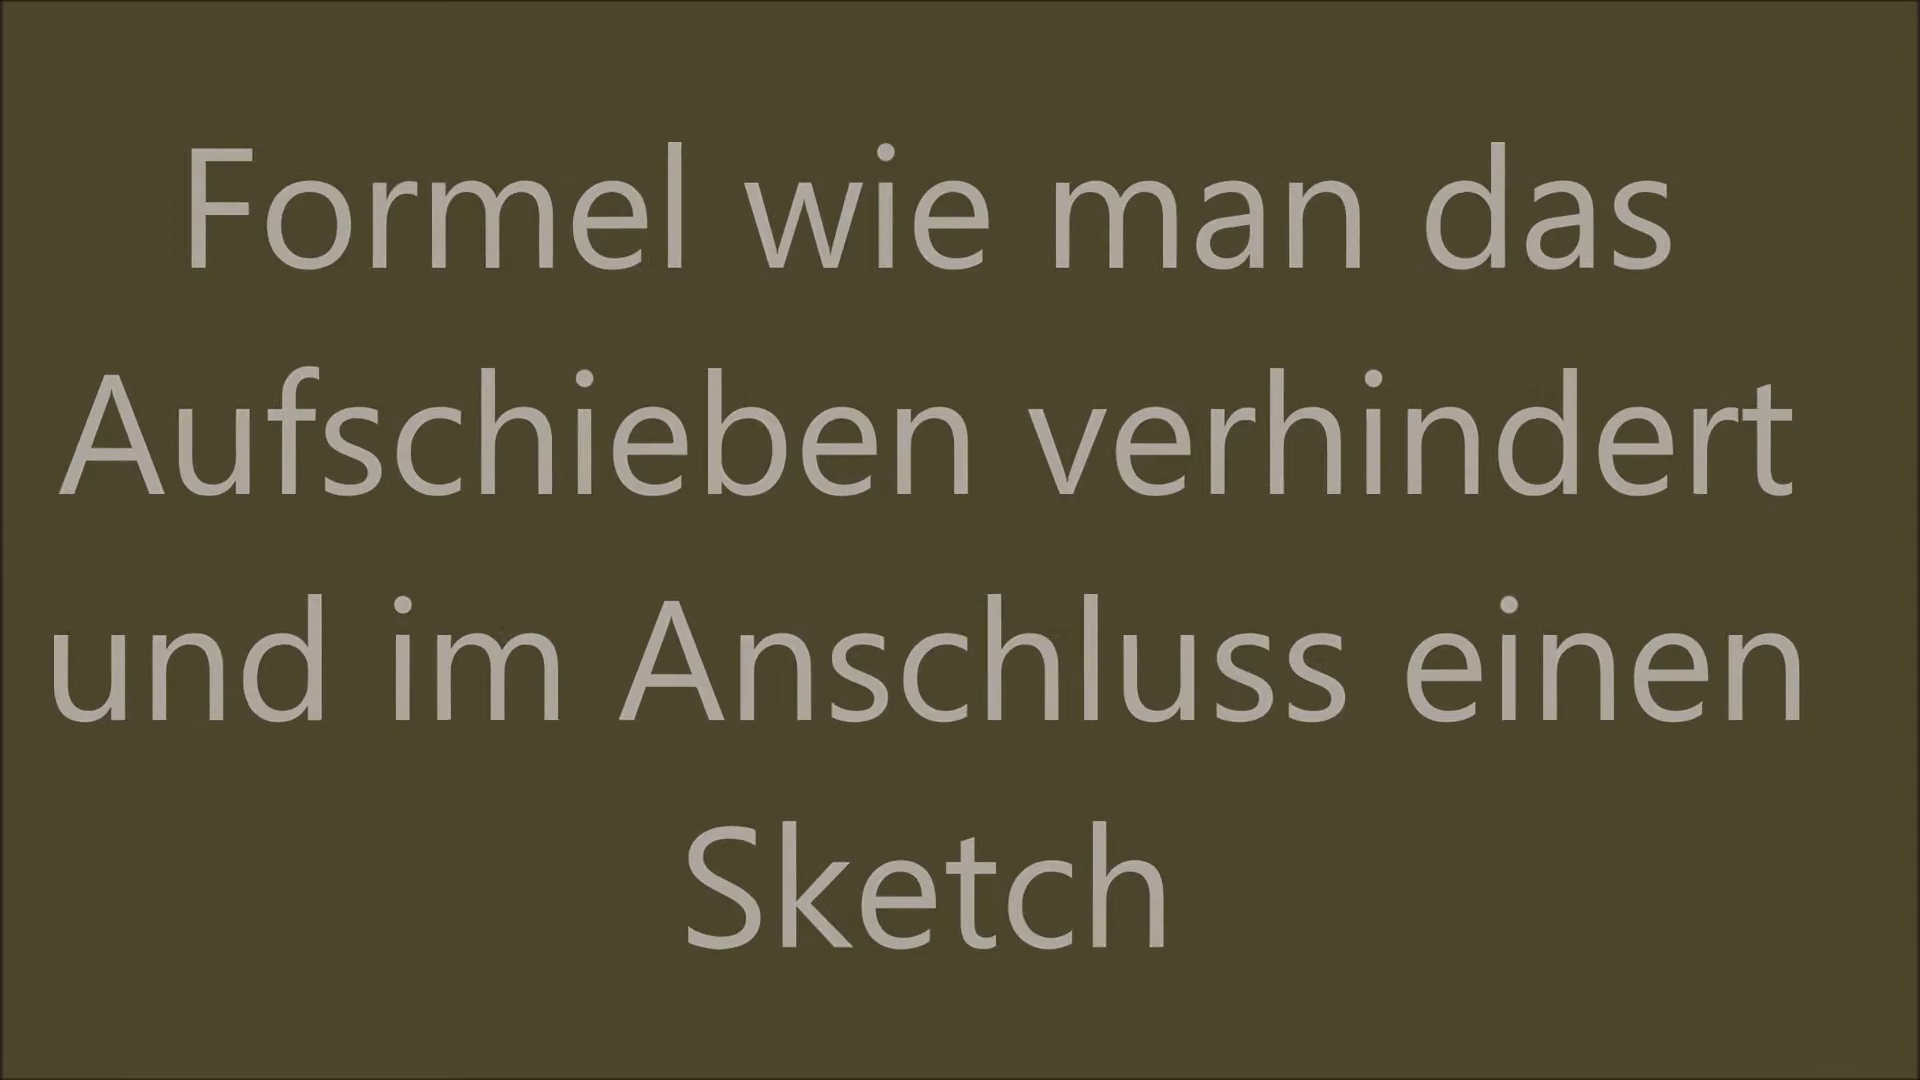 Formel wie man das
Aufschieben verhindert
und im Anschluss einen
Sketch